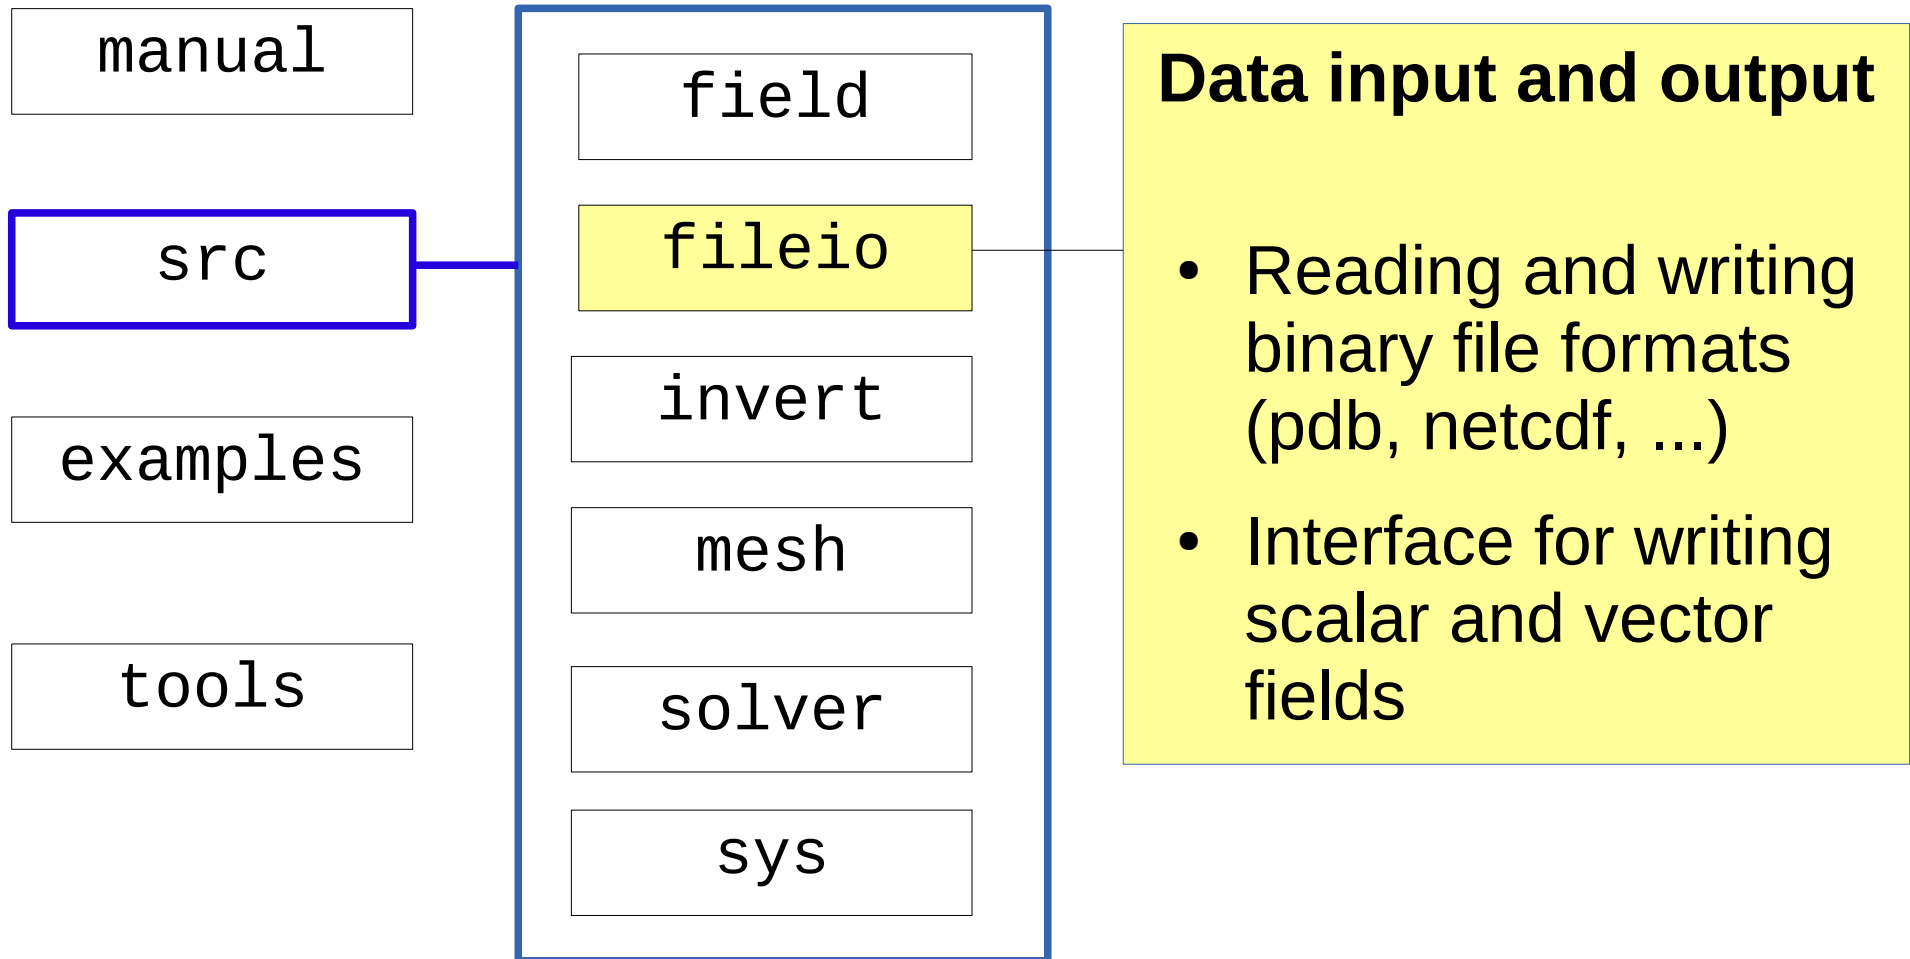 manual
src
examples
tools
field
fileio
invert
mesh
solver
sys
Data input and output
• Reading and writing
binary file formats
(pdb, netcdf, ...)
• Interface for writing
scalar and vector
fields